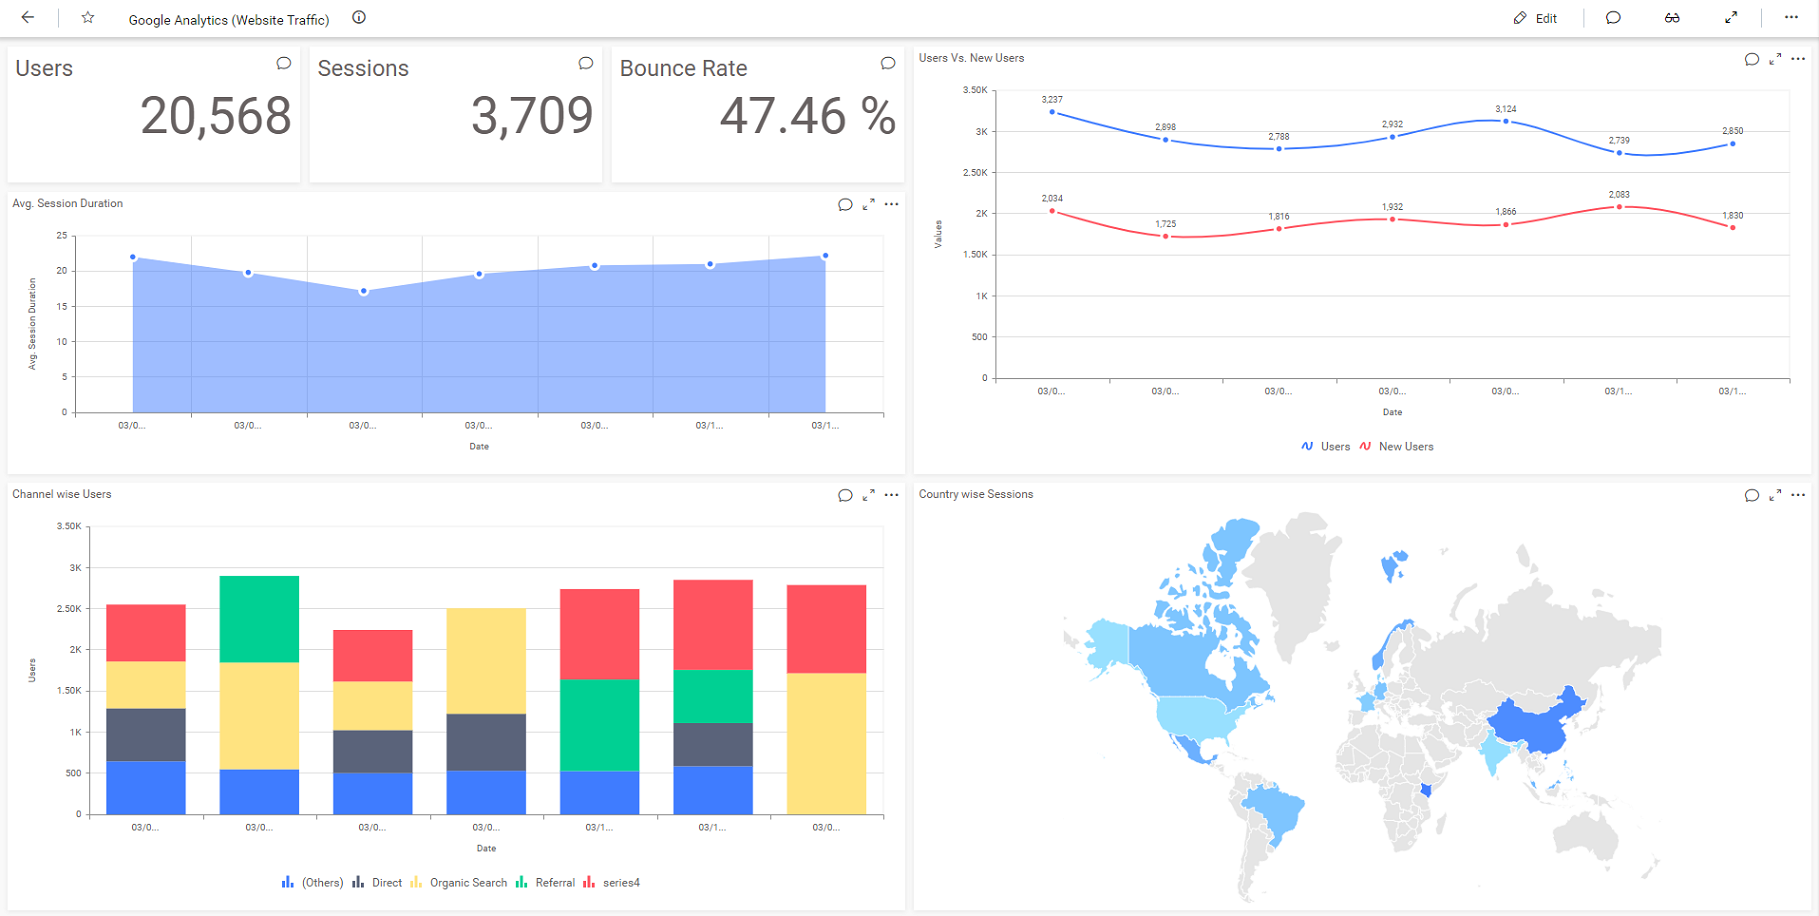 Google Analytics (Website Traffic)
Edit
Users
20,568
Sessions
3,709
Bounce Rate
47.46 %
Avg. Session Duration
25
20
15
10
5
0
Avg. Session Duration
03/0... 03/0... 03/0... 03/0... 03/0... 03/1... 03/1...
Date
Users Vs. New Users
3.50K
3K
2.50K
2K
1.50K
1K
500
0
Values
3,237 2,898 2,788 2,932 3,124 2,739 2,850
2,034 1,725 1,816 1,932 1,866 2,083 1,830
03/0... 03/0... 03/0... 03/0... 03/0... 03/1... 03/1...
Date
Users New Users
Channel wise Users
3.50K
3K
2.50K
2K
1.50K
1K
500
0
Users
03/0... 03/0... 03/0... 03/0... 03/1... 03/1... 03/0...
Date
(Others) Direct Organic Search Referral series4
Country wise Sessions